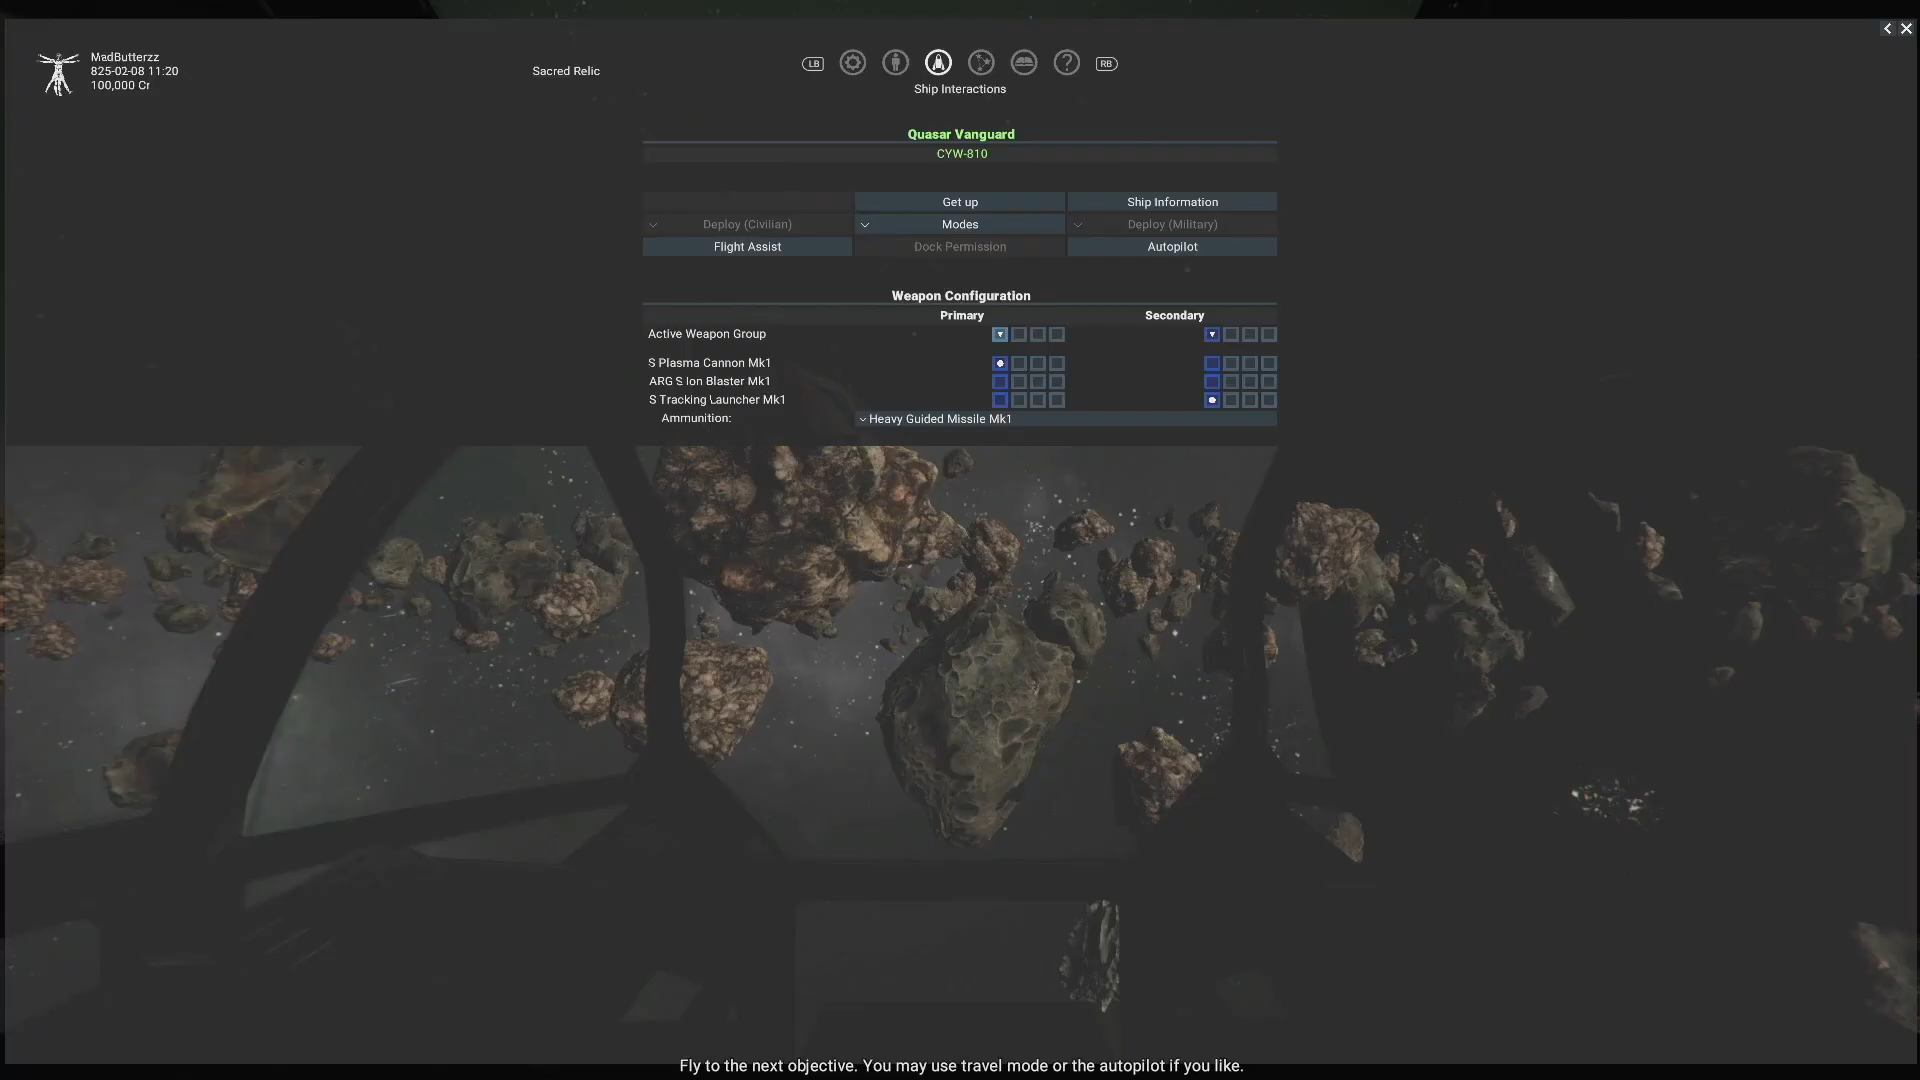 MadButterzz
825-02-08 11:20
100,000 Cr
Sacred Relic
LB
RB
Ship Interactions
Quasar Vanguard
CYW-810
Get up
Ship Information
Deploy (Civilian)
Modes
Deploy (Military)
Flight Assist
Dock Permission
Autopilot
Weapon Configuration
Primary
Secondary
Active Weapon Group
S Plasma Cannon Mk1
ARG S Ion Blaster Mk1
S Tracking Launcher Mk1
Ammunition:
Heavy Guided Missile Mk1
Fly to the next objective. You may use travel mode or the autopilot if you like.